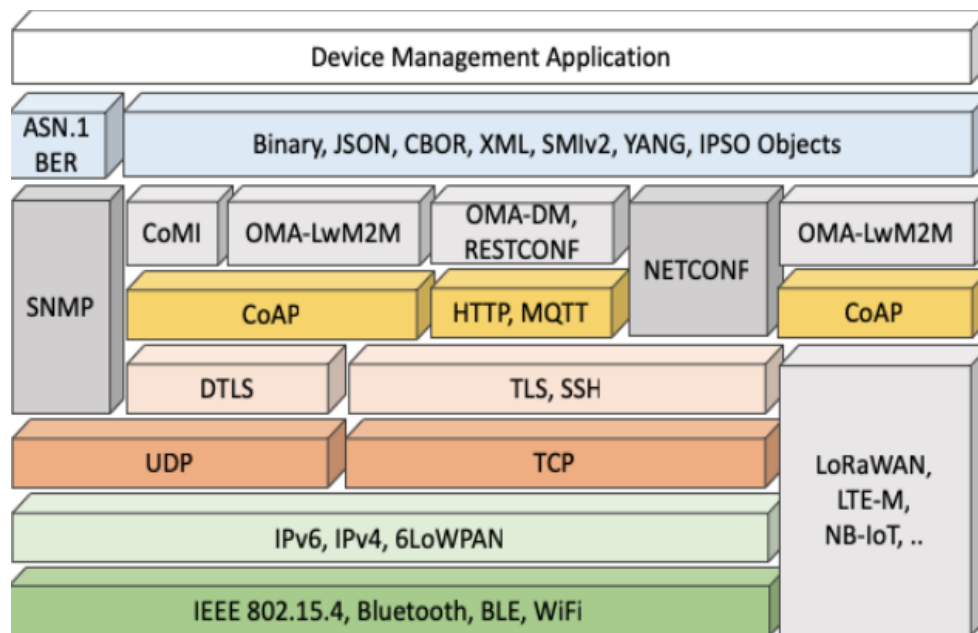 Device Management Application
ASN.1
BER
Binary, JSON, CBOR, XML, SMIv2, YANG, IPSO Objects
SNMP
CoMI
OMA-LwM2M
OMA-DM,
RESTCONF
NETCONF
OMA-LwM2M
CoAP
HTTP, MQTT
CoAP
DTLS
TLS, SSH
UDP
TCP
LoRaWAN,
LTE-M,
NB-IoT, ..
IPv6, IPv4, 6LoWPAN
IEEE 802.15.4, Bluetooth, BLE, WiFi